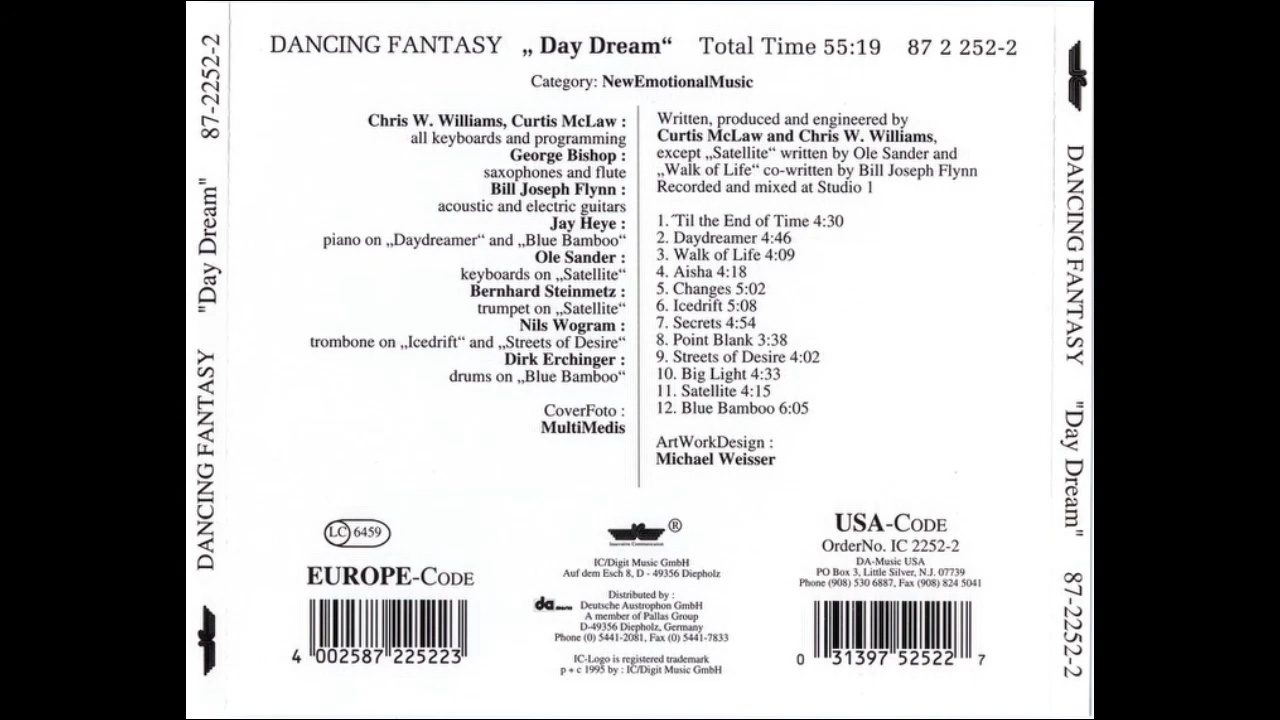 DANCING FANTASY „Day Dream“ Total Time 55:19 87 2 252-2
Category: NewEmotionalMusic
Chris W. Williams, Curtis McLaw :
all keyboards and programming
George Bishop :
saxophones and flute
Bill Joseph Flynn :
acoustic and electric guitars
Jay Heye :
piano on „Daydreamer“ and „Blue Bamboo“
Ole Sander :
keyboards on „Satellite“
Bernhard Steinmetz :
trumpet on „Satellite“
Nils Wogram :
trombone on „Icedrift“ and „Streets of Desire“
Dirk Erchinger :
drums on „Blue Bamboo“
CoverFoto :
MultiMedis
Written, produced and engineered by
Curtis McLaw and Chris W. Williams,
except „Satellite“ written by Ole Sander and
„Walk of Life“ co-written by Bill Joseph Flynn
Recorded and mixed at Studio 1
1. 'Til the End of Time 4:30
2. Daydreamer 4:46
3. Walk of Life 4:09
4. Aisha 4:18
5. Changes 5:02
6. Icedrift 5:08
7. Secrets 4:54
8. Point Blank 3:38
9. Streets of Desire 4:02
10. Big Light 4:33
11. Satellite 4:15
12. Blue Bamboo 6:05
ArtWorkDesign :
Michael Weisser
LC 6459
EUROPE-CODE
4 002587 225223
®
Innovative Communication
IC/Digit Music GmbH
Auf dem Esch 8, D - 49356 Diepholz
Distributed by :
da music
Deutsche Austrophon GmbH
A member of Pallas Group
D-49356 Diepholz, Germany
Phone (0) 5441-2081, Fax (0) 5441-7833
IC-Logo is registered trademark
p + c 1995 by : IC/Digit Music GmbH
USA-CODE
OrderNo. IC 2252-2
DA-Music USA
PO Box 3, Little Silver, N.J. 07739
Phone (908) 530 6887, Fax (908) 824 5041
0 31397 52522 7
DANCING FANTASY "Day Dream" 87-2252-2
DANCING FANTASY "Day Dream" 87-2252-2